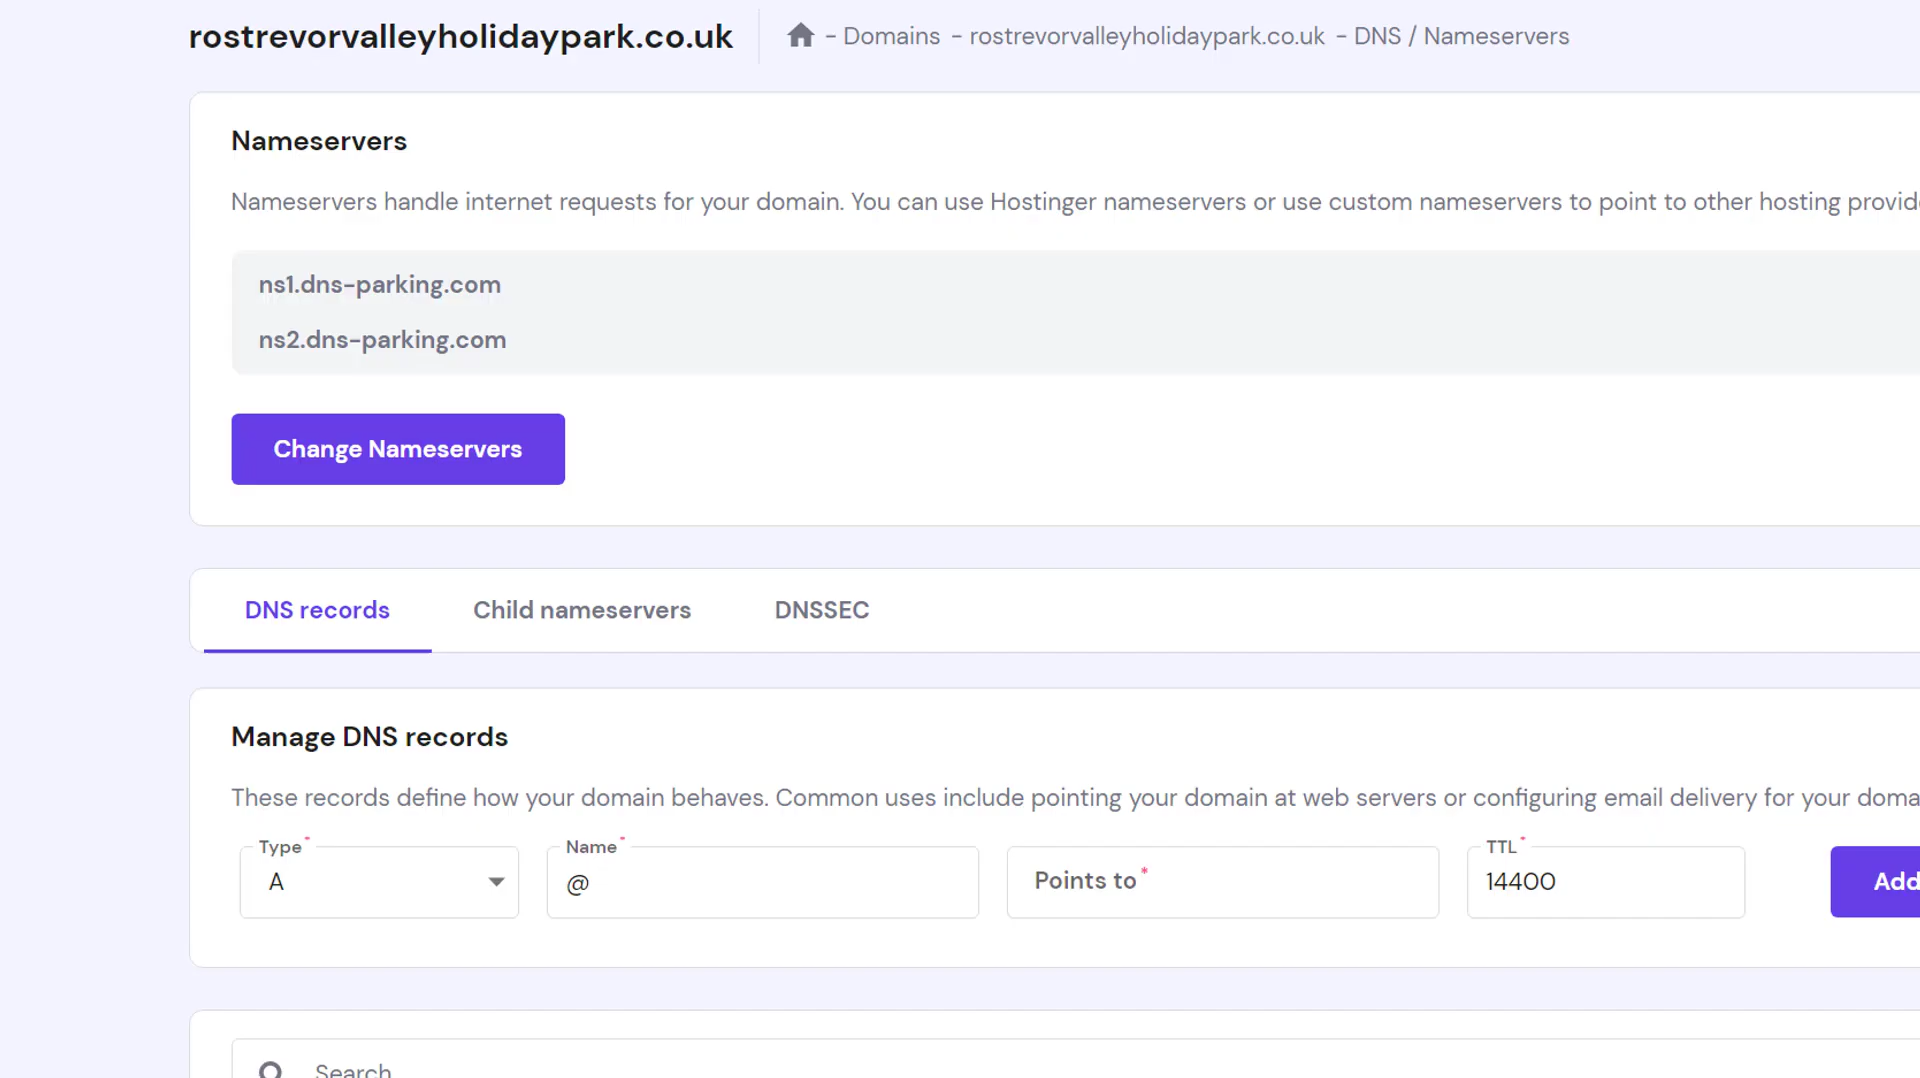 rostrevorvalleyholidaypark.co.uk
- Domains - rostrevorvalleyholidaypark.co.uk - DNS / Nameservers
Nameservers
Nameservers handle internet requests for your domain. You can use Hostinger nameservers or use custom nameservers to point to other hosting provid
ns1.dns-parking.com
ns2.dns-parking.com
Change Nameservers
DNS records Child nameservers DNSSEC
Manage DNS records
These records define how your domain behaves. Common uses include pointing your domain at web servers or configuring email delivery for your doma
Type * Name * TTL *
A @ Points to * 14400 Add
Search